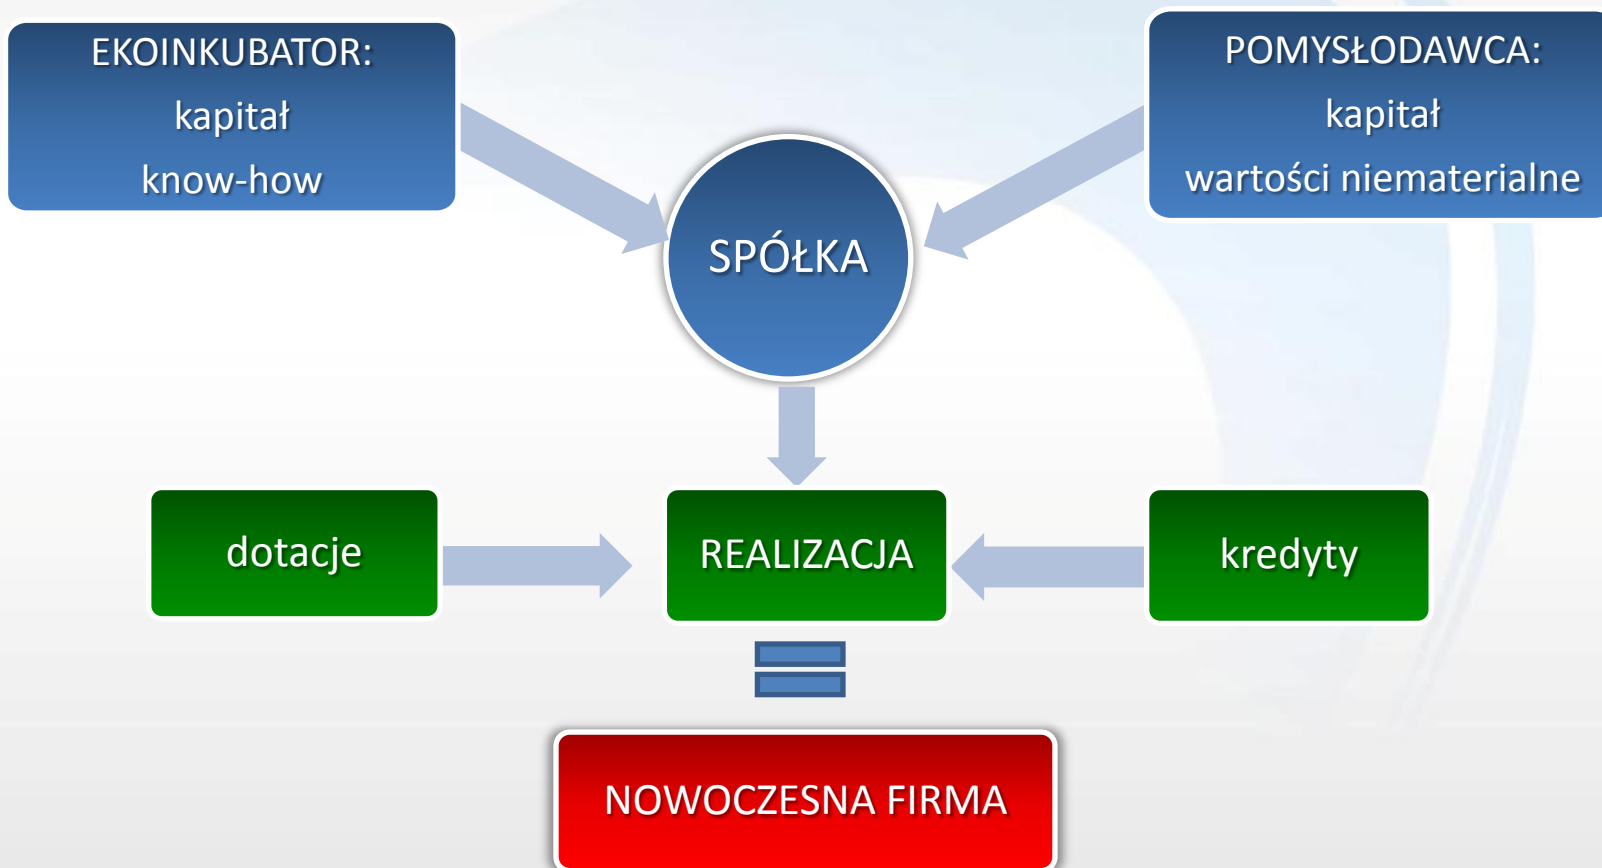 EKOINKUBATOR:
kapitał
know-how
POMYSŁODAWCA:
kapitał
wartości niematerialne
SPÓŁKA
dotacje
REALIZACJA
kredyty
NOWOCZESNA FIRMA